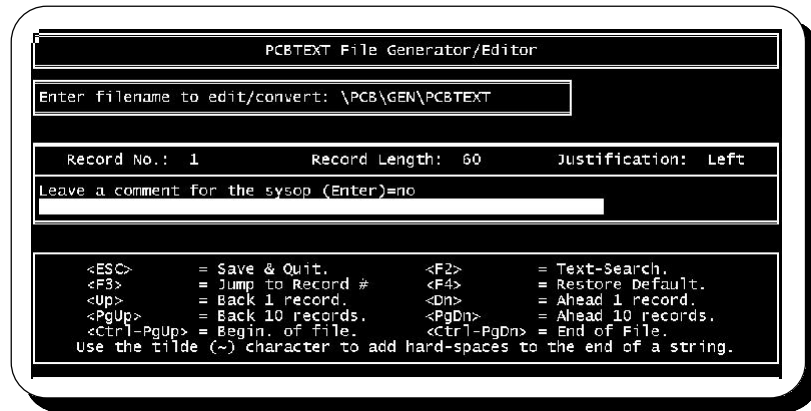 PCBTEXT File Generator/Editor
Enter filename to edit/convert: \PCB\GEN\PCBTEXT
Record No.: 1 Record Length: 60 Justification: Left
Leave a comment for the sysop (Enter)=no
<ESC> = Save & Quit. <F2> = Text-Search.
<F3> = Jump to Record # <F4> = Restore Default.
<Up> = Back 1 record. <Dn> = Ahead 1 record.
<PgUp> = Back 10 records. <PgDn> = Ahead 10 records.
<Ctrl-PgUp> = Begin. of file. <Ctrl-PgDn> = End of File.
Use the tilde (~) character to add hard-spaces to the end of a string.